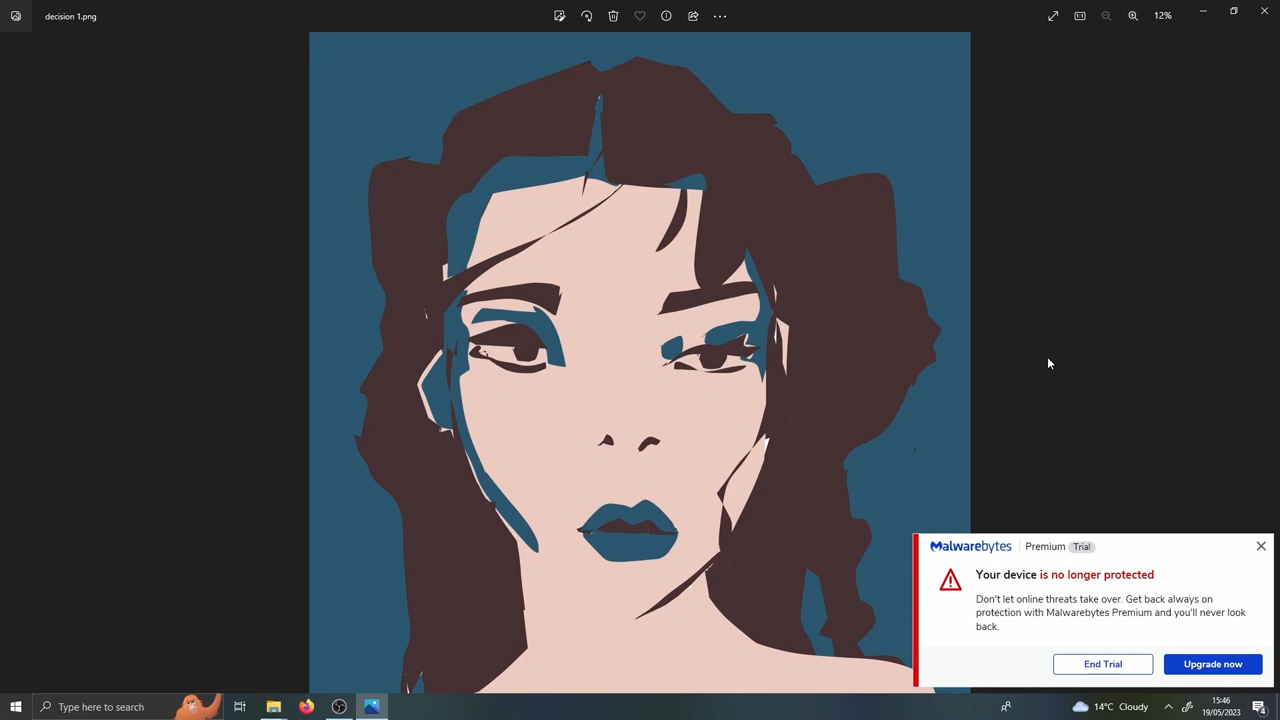 decision 1.png
12%
Malwarebytes Premium Trial
Your device is no longer protected
Don't let online threats take over. Get back always on
protection with Malwarebytes Premium and you'll never look
back.
End Trial Upgrade now
Type here to search
14°C Cloudy
15:46
19/05/2023
4